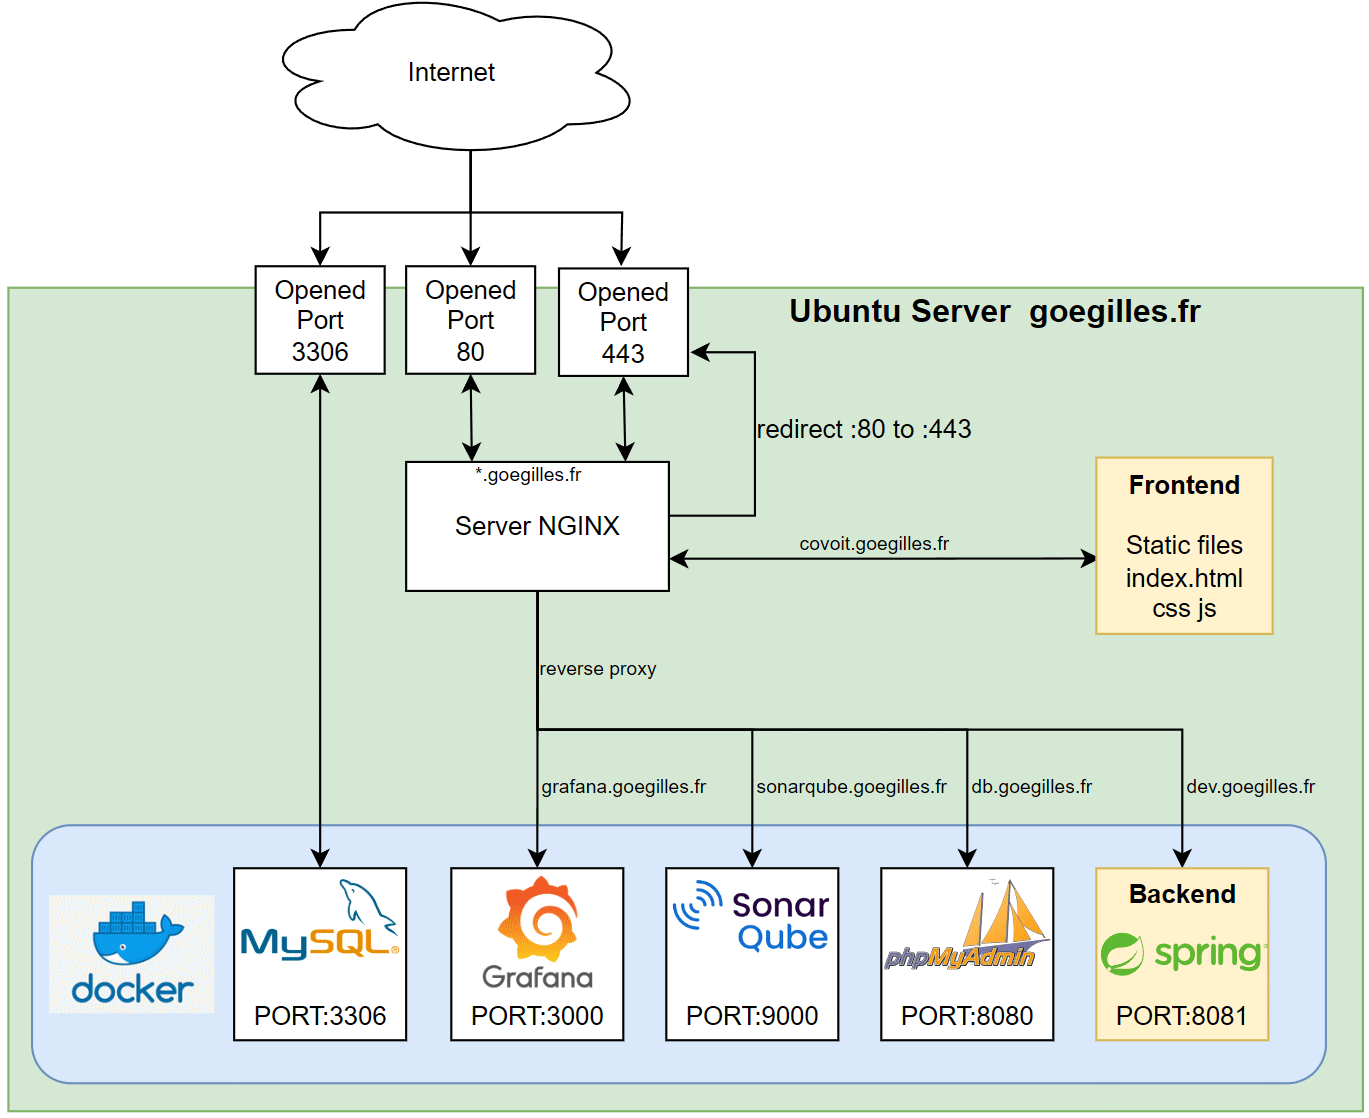 Internet
Opened
Port
3306
Opened
Port
80
Opened
Port
443
Ubuntu Server  goegilles.fr
redirect :80 to :443
*.goegilles.fr
Server NGINX
covoit.goegilles.fr
Frontend
Static files
index.html
css js
reverse proxy
grafana.goegilles.fr
sonarqube.goegilles.fr
db.goegilles.fr
dev.goegilles.fr
docker
MySQL®
PORT:3306
Grafana
PORT:3000
Sonar
Qube
PORT:9000
phpMyAdmin
PORT:8080
Backend
spring®
PORT:8081